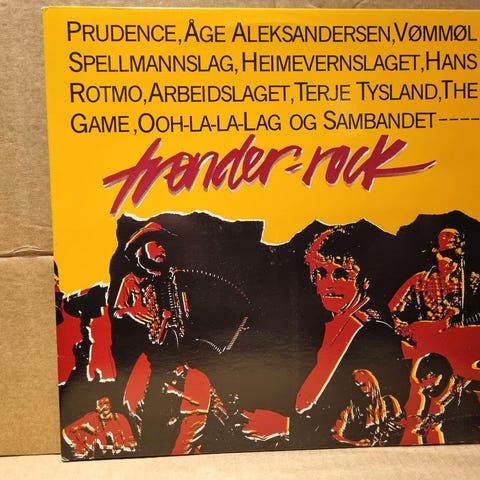 PRUDENCE,ÅGE ALEKSANDERSEN,VØMMØL
SPELLMANNSLAG,HEIMEVERNSLAGET,HANS
ROTMO,ARBEIDSLAGET,TERJE TYSLAND,THE
GAME,OOH-LA-LA-LAG OG SAMBANDET----
trønder-rock